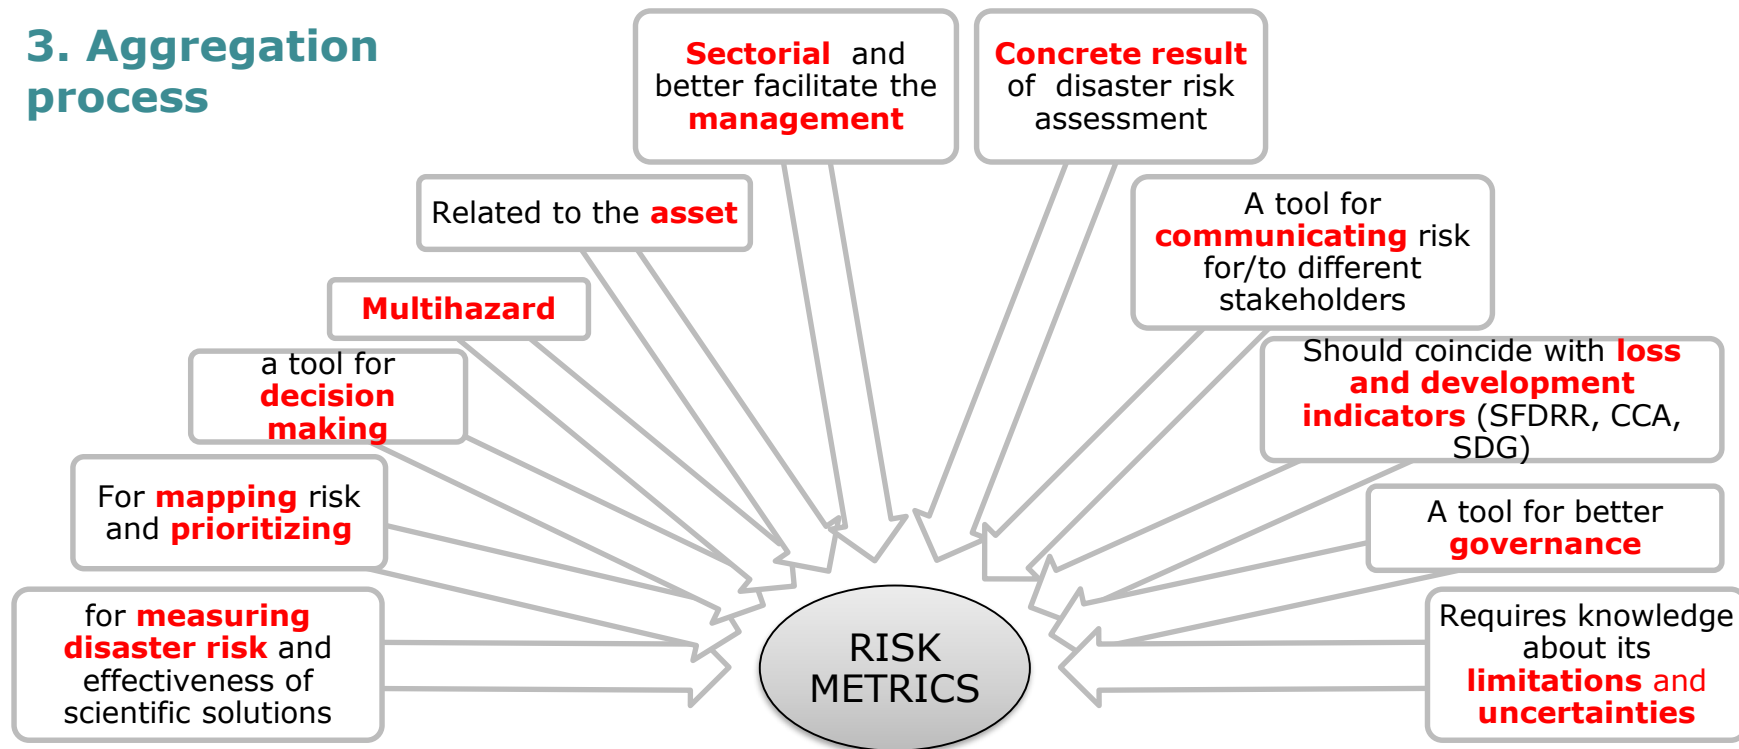 3. Aggregation
process
Sectorial and
better facilitate the
management
Concrete result
of disaster risk
assessment
Related to the asset
A tool for
communicating risk
for/to different
stakeholders
Multihazard
Should coincide with loss
and development
indicators (SFDRR, CCA,
SDG)
a tool for
decision
making
For mapping risk
and prioritizing
A tool for better
governance
for measuring
disaster risk and
effectiveness of
scientific solutions
Requires knowledge
about its
limitations and
uncertainties
RISK
METRICS